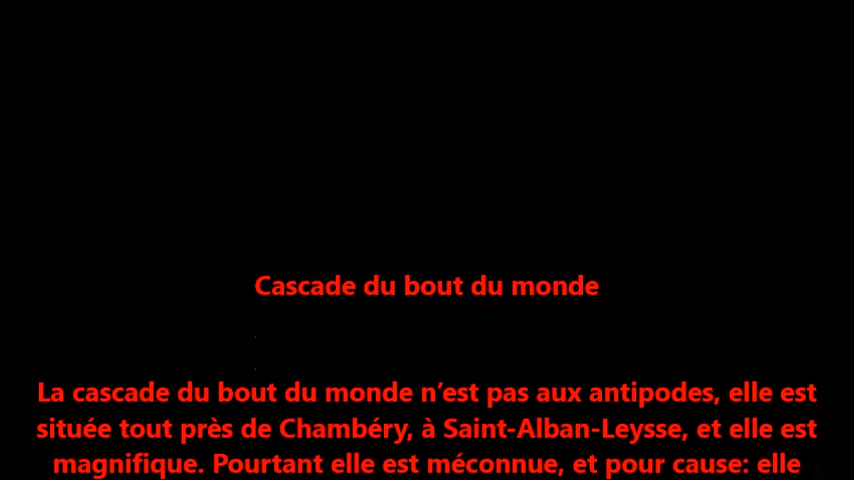 Cascade du bout du monde
La cascade du bout du monde n’est pas aux antipodes, elle est
située tout près de Chambéry, à Saint-Alban-Leysse, et elle est
magnifique. Pourtant elle est méconnue, et pour cause: elle